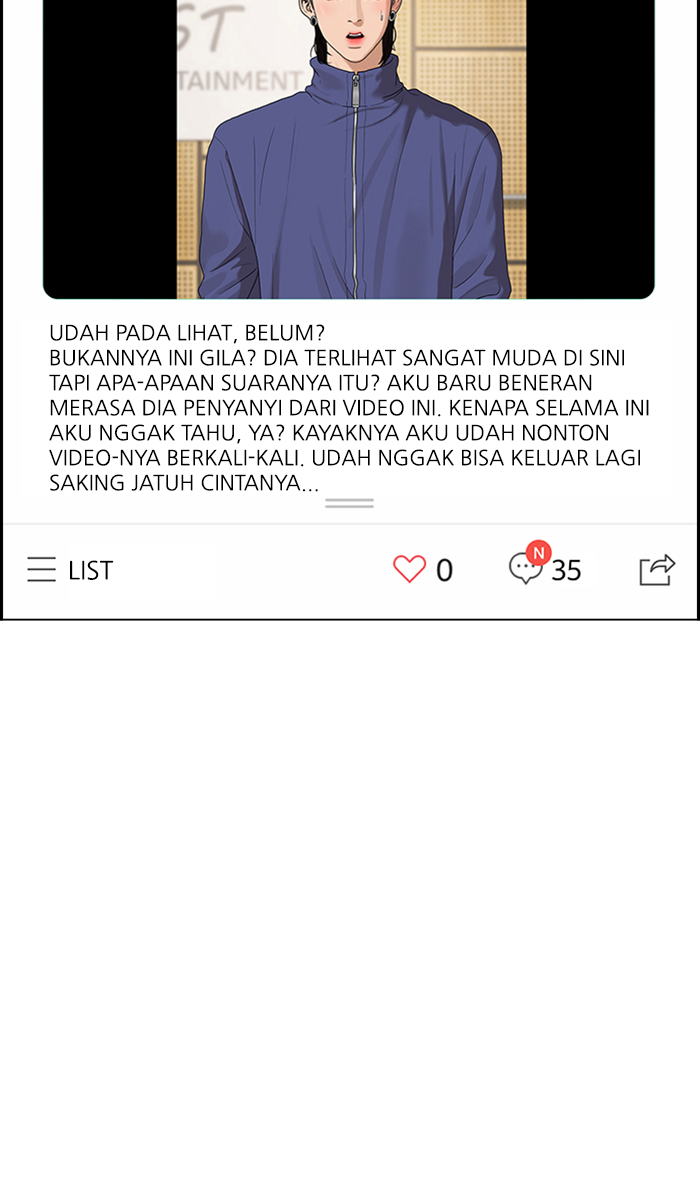 ST
TAINMENT
UDAH PADA LIHAT, BELUM?
BUKANNYA INI GILA? DIA TERLIHAT SANGAT MUDA DI SINI
TAPI APA-APAAN SUARANYA ITU? AKU BARU BENERAN
MERASA DIA PENYANYI DARI VIDEO INI. KENAPA SELAMA INI
AKU NGGAK TAHU, YA? KAYAKNYA AKU UDAH NONTON
VIDEO-NYA BERKALI-KALI. UDAH NGGAK BISA KELUAR LAGI
SAKING JATUH CINTANYA...
LIST 0 N 35